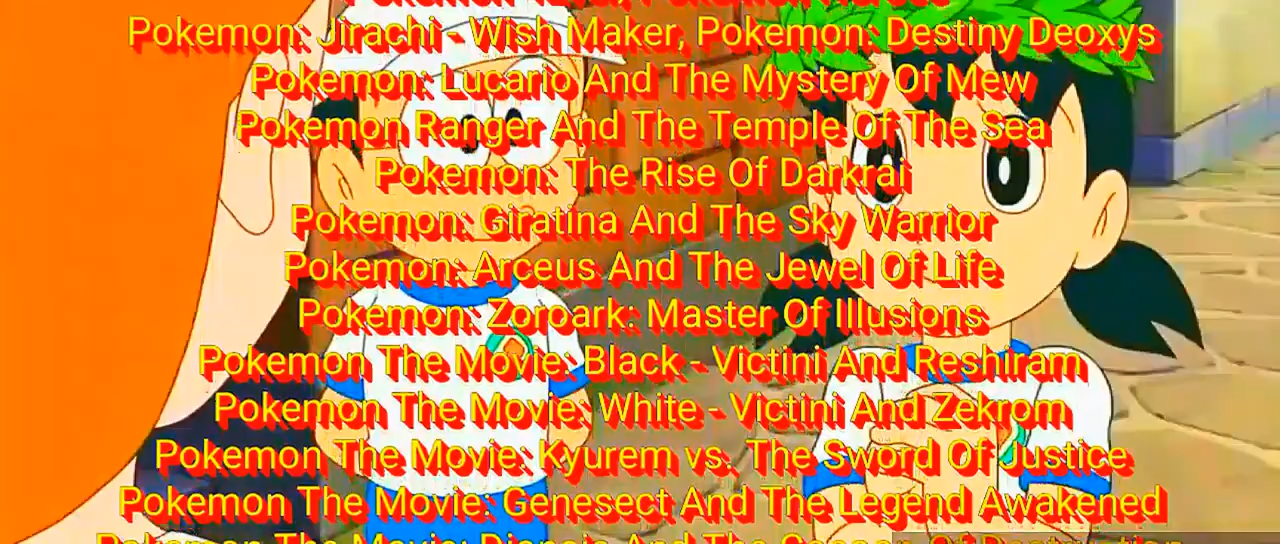 Pokemon: Jirachi - Wish Maker, Pokemon: Destiny Deoxys
Pokemon: Lucario And The Mystery Of Mew
Pokemon Ranger And The Temple Of The Sea
Pokemon: The Rise Of Darkrai
Pokemon: Giratina And The Sky Warrior
Pokemon: Arceus And The Jewel Of Life
Pokemon: Zoroark: Master Of Illusions
Pokemon The Movie: Black - Victini And Reshiram
Pokemon The Movie: White - Victini And Zekrom
Pokemon The Movie: Kyurem vs. The Sword Of Justice
Pokemon The Movie: Genesect And The Legend Awakened